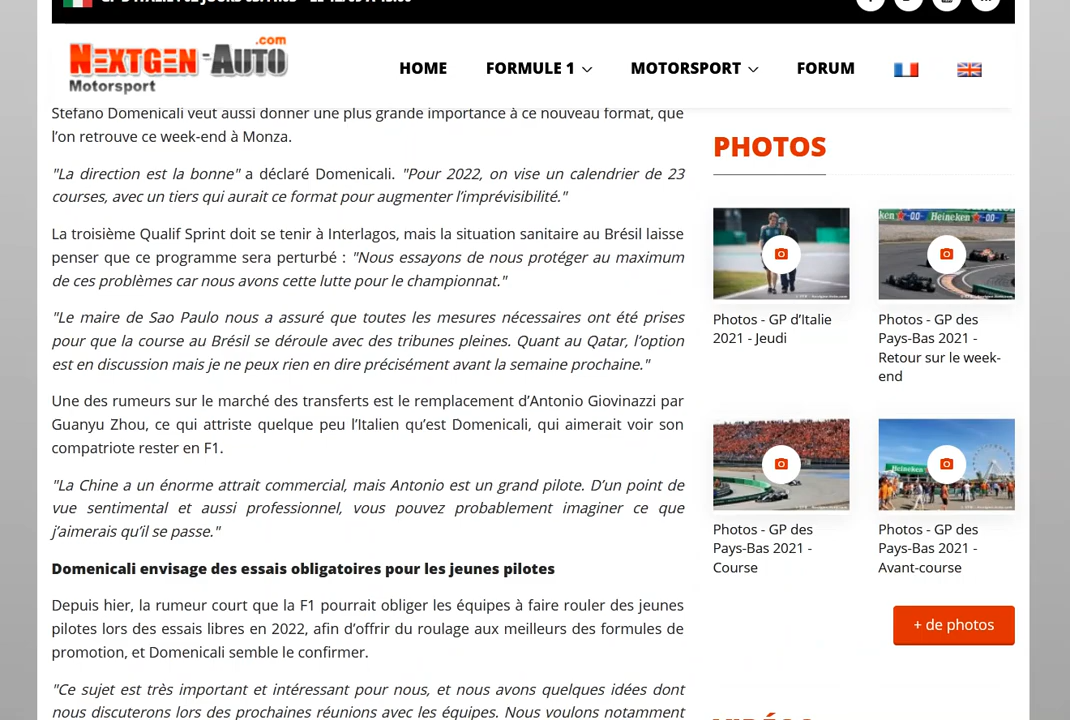 NEXTGEN-AUTO
.com
Motorsport
HOME
FORMULE 1
MOTORSPORT
FORUM
Stefano Domenicali veut aussi donner une plus grande importance à ce nouveau format, que
l’on retrouve ce week-end à Monza.
"La direction est la bonne" a déclaré Domenicali. "Pour 2022, on vise un calendrier de 23
courses, avec un tiers qui aurait ce format pour augmenter l’imprévisibilité."
La troisième Qualif Sprint doit se tenir à Interlagos, mais la situation sanitaire au Brésil laisse
penser que ce programme sera perturbé : "Nous essayons de nous protéger au maximum
de ces problèmes car nous avons cette lutte pour le championnat."
"Le maire de Sao Paulo nous a assuré que toutes les mesures nécessaires ont été prises
pour que la course au Brésil se déroule avec des tribunes pleines. Quant au Qatar, l’option
est en discussion mais je ne peux rien en dire précisément avant la semaine prochaine."
Une des rumeurs sur le marché des transferts est le remplacement d’Antonio Giovinazzi par
Guanyu Zhou, ce qui attriste quelque peu l’Italien qu’est Domenicali, qui aimerait voir son
compatriote rester en F1.
"La Chine a un énorme attrait commercial, mais Antonio est un grand pilote. D’un point de
vue sentimental et aussi professionnel, vous pouvez probablement imaginer ce que
j’aimerais qu’il se passe."
Domenicali envisage des essais obligatoires pour les jeunes pilotes
Depuis hier, la rumeur court que la F1 pourrait obliger les équipes à faire rouler des jeunes
pilotes lors des essais libres en 2022, afin d’offrir du roulage aux meilleurs des formules de
promotion, et Domenicali semble le confirmer.
"Ce sujet est très important et intéressant pour nous, et nous avons quelques idées dont
nous discuterons lors des prochaines réunions avec les équipes. Nous voulons notamment
PHOTOS
Heineken
Photos - GP d’Italie
2021 - Jeudi
Photos - GP des
Pays-Bas 2021 -
Retour sur le week-
end
Heineken
Photos - GP des
Pays-Bas 2021 -
Course
Photos - GP des
Pays-Bas 2021 -
Avant-course
+ de photos